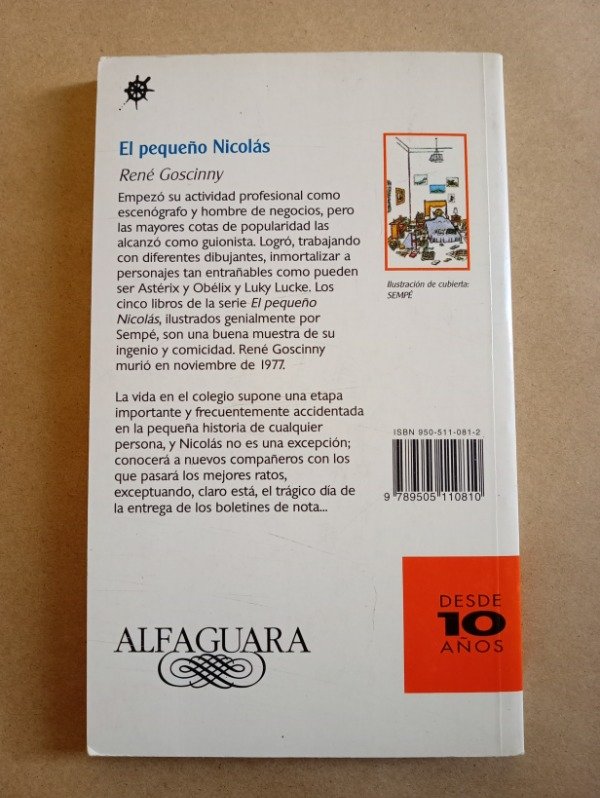 El pequeño Nicolás
René Goscinny
Empezó su actividad profesional como
escenógrafo y hombre de negocios, pero
las mayores cotas de popularidad las
alcanzó como guionista. Logró, trabajando
con diferentes dibujantes, inmortalizar a
personajes tan entrañables como pueden
ser Astérix y Obélix y Luky Lucke. Los
cinco libros de la serie El pequeño
Nicolás, ilustrados genialmente por
Sempé, son una buena muestra de su
ingenio y comicidad. René Goscinny
murió en noviembre de 1977.
La vida en el colegio supone una etapa
importante y frecuentemente accidentada
en la pequeña historia de cualquier
persona, y Nicolás no es una excepción;
conocerá a nuevos compañeros con los
que pasará los mejores ratos,
exceptuando, claro está, el trágico día de
la entrega de los boletines de nota...
Ilustración de cubierta:
SEMPÉ
ISBN 950-511-081-2
9 789505 110810
ALFAGUARA
DESDE
10
AÑOS